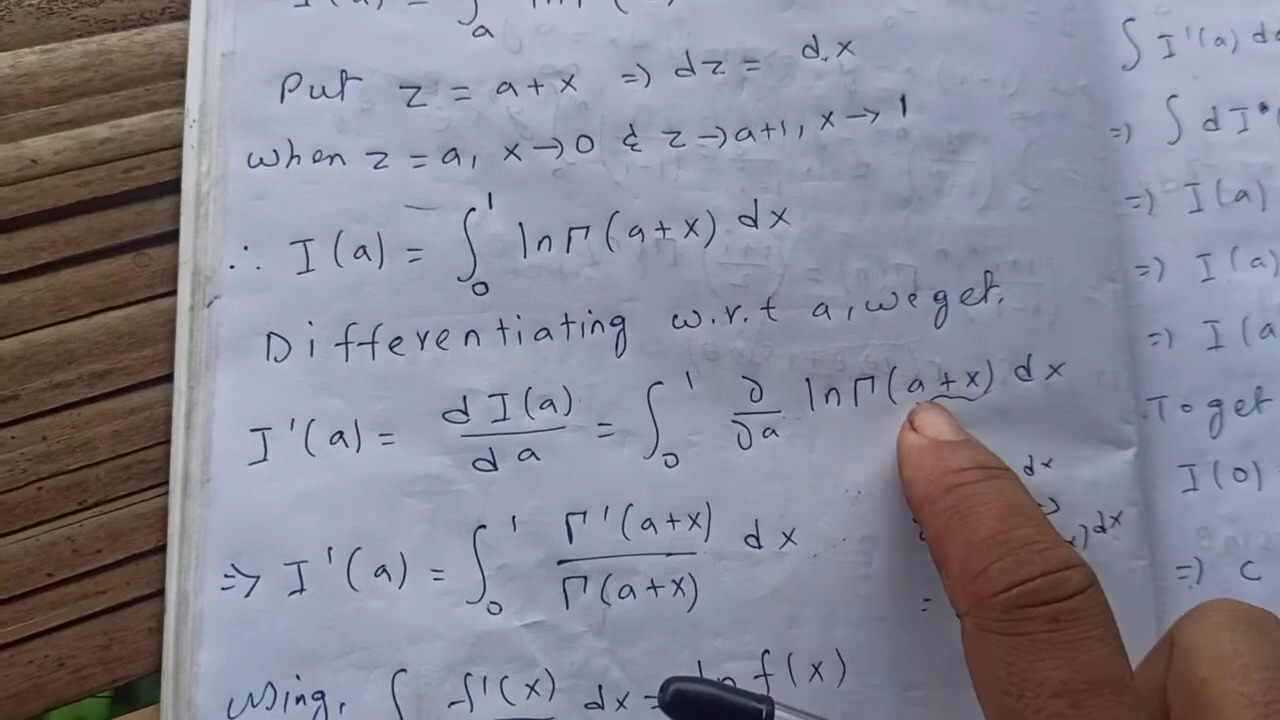 Put z = a + x => dz = d.x
When z = a, x → 0 & z → a+1, x → 1
∴ I(a) = ∫₀¹ ln Γ(a+x) dx
Differentiating w.r.t a, we get.
I'(a) = dI(a)/da = ∫₀¹ ∂/∂a ln Γ(a+x) dx
=> I'(a) = ∫₀¹ Γ'(a+x)/Γ(a+x) dx
Using, ∫ f'(x) dx = ln f(x)
∫ I'(a) da
=> ∫ dI
=> I(a)
=> I(a)
=> I(a
To get
I(0)
=> C